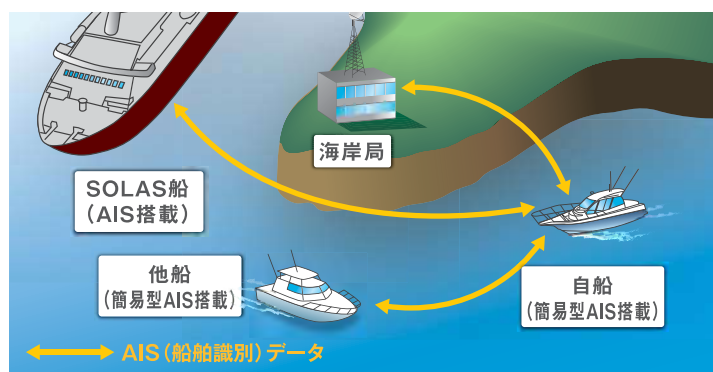 海岸局
SOLAS船
（AIS搭載）
他船
（簡易型AIS搭載）
自船
（簡易型AIS搭載）
AIS（船舶識別）データ